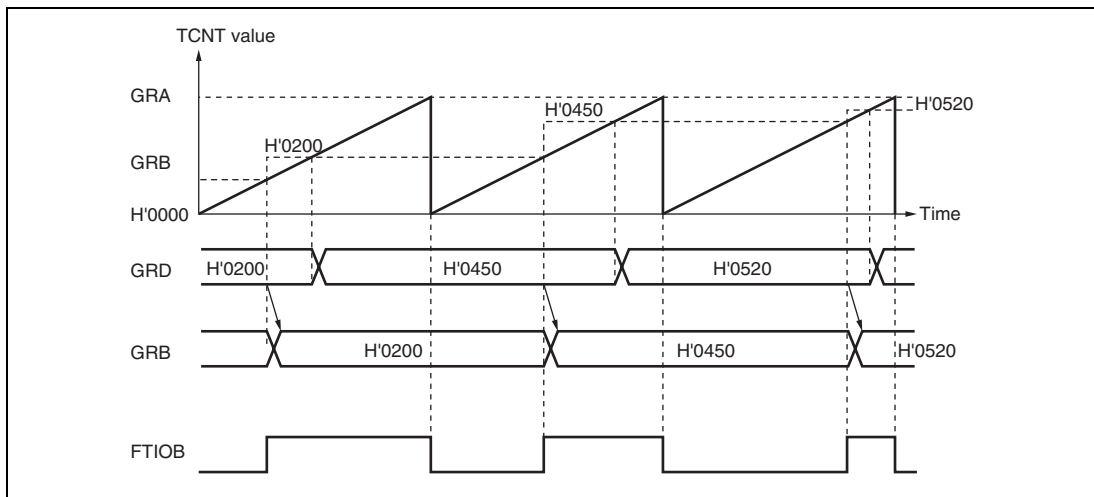 TCNT value
GRA
H'0450
H'0520
H'0200
GRB
H'0000
Time
GRD
H'0200
H'0450
H'0520
GRB
H'0200
H'0450
H'0520
FTIOB